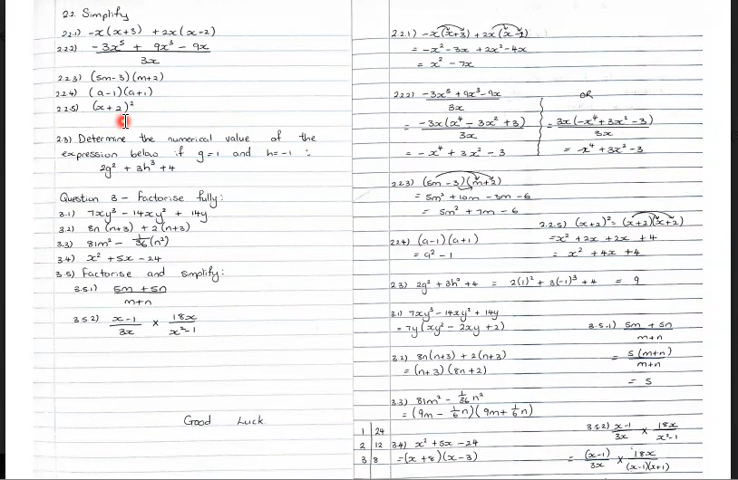 2.2. Simplify
2.2.1) -x(x+3) + 2x(x-2)
2.2.2) -3x⁵ + 9x³ - 9x
3x
2.2.3) (5m-3)(m+2)
2.2.4) (a-1)(a+1)
2.2.5) (x+2)²
2.3) Determine the numerical value of the
expression below if g=1 and h=-1 :
2g² + 3h³ + 4
Question 3 - Factorise fully:
3.1) 7xy³ - 14xy² + 14y
3.2) 8n(n+3) + 2(n+3)
3.3) 81m² - 1/36(n²)
3.4) x² + 5x - 24
3.5) Factorise and simplify:
3.5.1) 5m + 5n
m+n
3.5.2) x-1/3x × 18x/x²-1
Good Luck
2.2.1) -x(x+3) + 2x(x-2)
= -x² - 3x + 2x² - 4x
= x² - 7x
2.2.2) -3x⁵ + 9x³ - 9x OR
3x
= -3x(x⁴ - 3x² + 3) = 3x(-x⁴ + 3x² - 3)
3x 3x
= -x⁴ + 3x² - 3 = -x⁴ + 3x² - 3
2.2.3) (5m-3)(m+2)
= 5m² + 10m - 3m - 6
= 5m² + 7m - 6
2.2.4) (a-1)(a+1)
= a² - 1
2.2.5) (x+2)² = (x+2)(x+2)
= x² + 2x + 2x + 4
= x² + 4x + 4
2.3) 2g² + 3h³ + 4 = 2(1)² + 3(-1)³ + 4 =
3.1) 7xy³ - 14xy² + 14y
= 7y(xy² - 2xy + 2)
3.2) 8n(n+3) + 2(n+3)
= (n+3)(8n+2)
3.3) 81m² - 1/36 n²
= (9m - 1/6 n)(9m + 1/6 n)
1 | 24
2 | 12
3 | 8
3.4) x² + 5x - 24
= (x+8)(x-3)
3.5.1) 5m + 5n
m+n
= 5(m+n)
m+n
= 5
3.5.2) x-1/3x × 18x/x²-1
= (x-1)/3x × 18x/(x-1)(x+1)